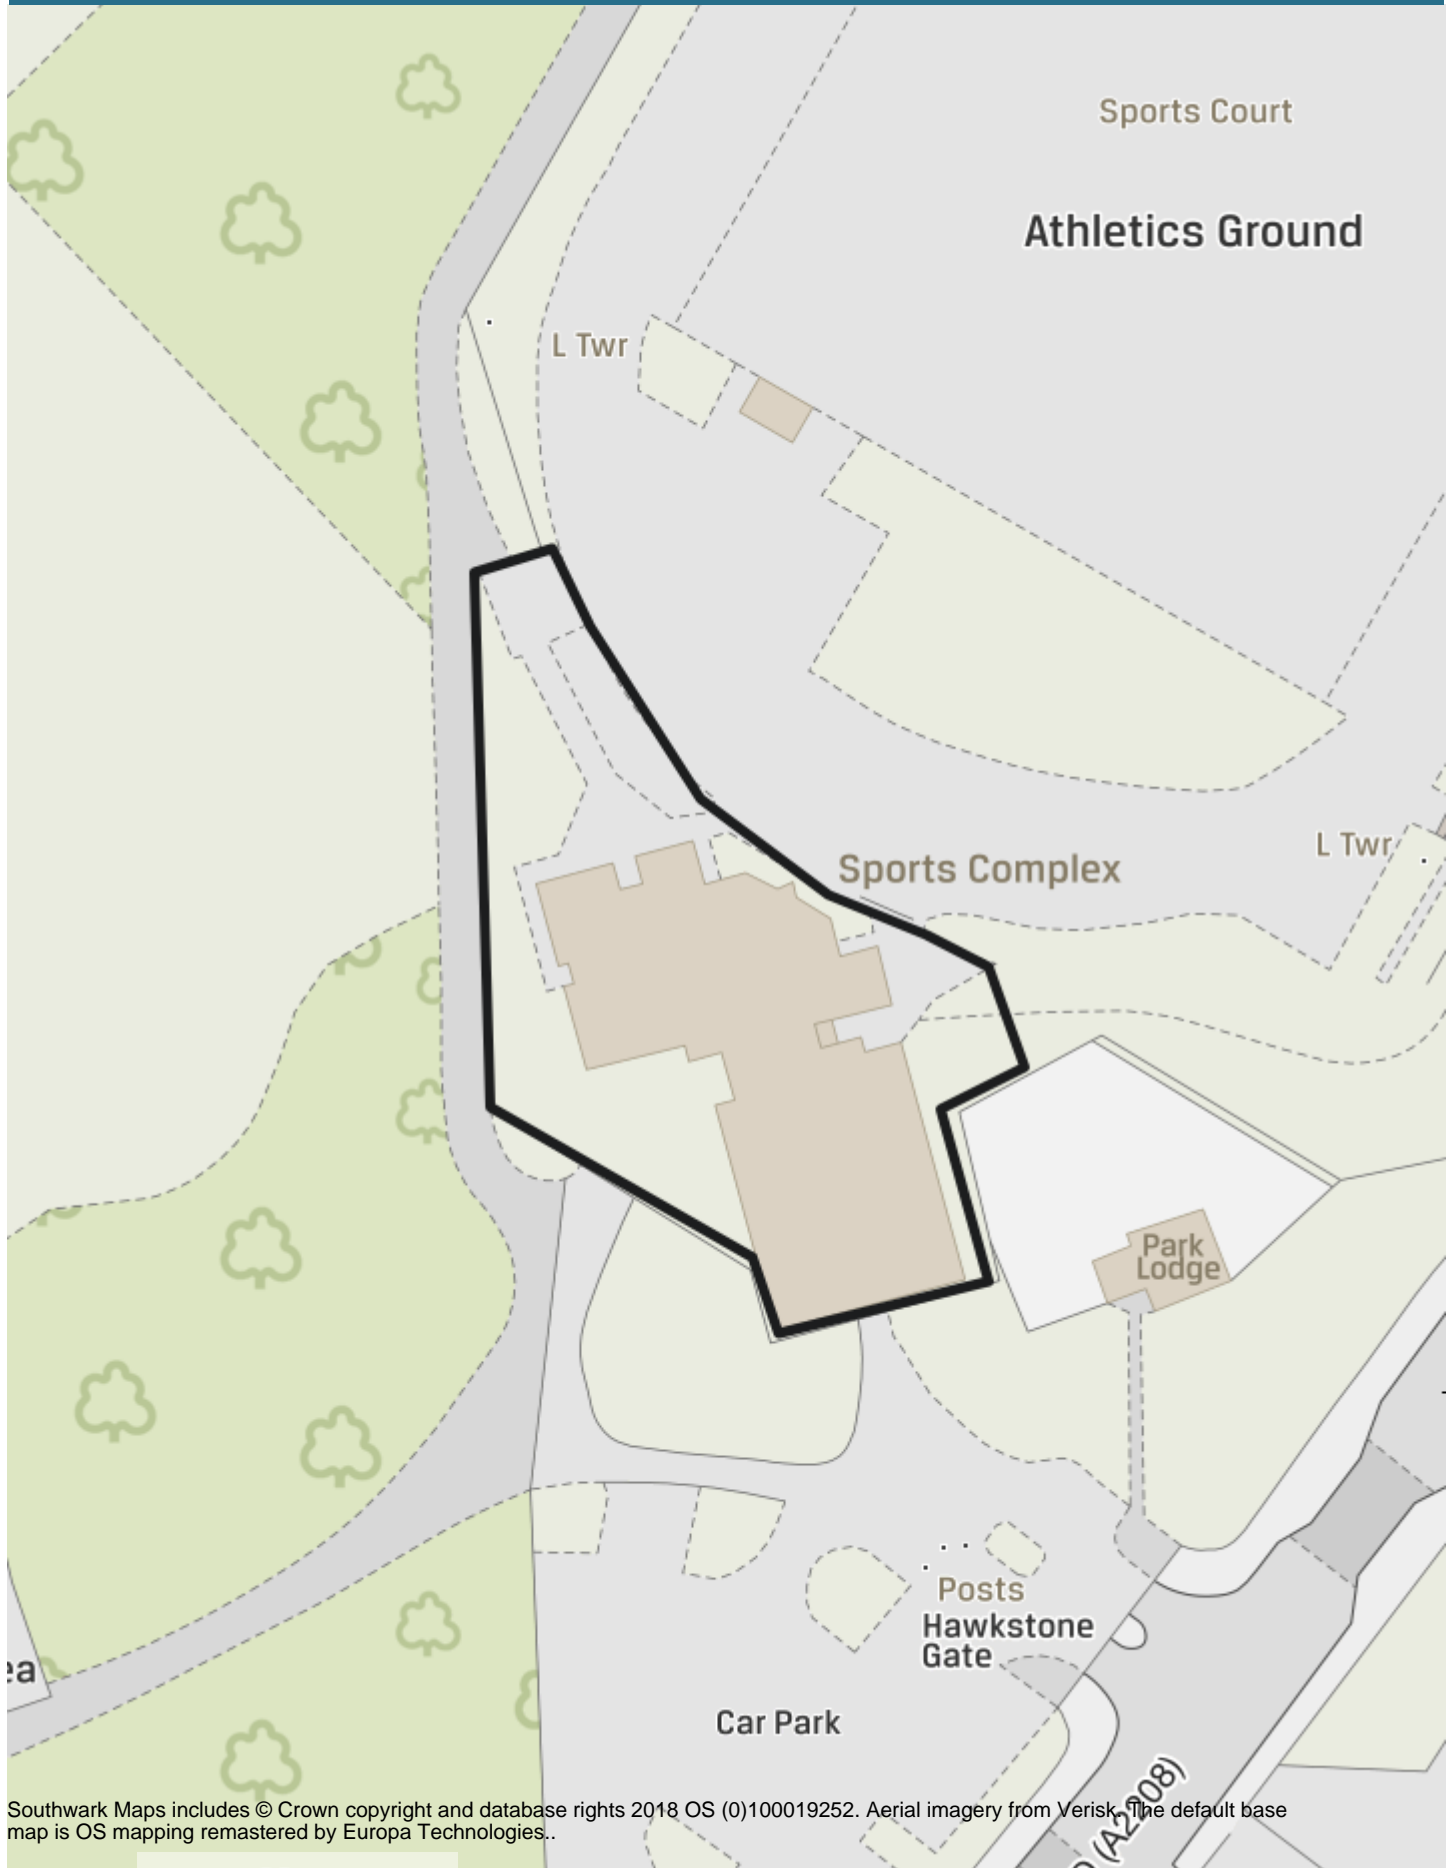 Sports Court
Athletics Ground
L Twr
L Twr
Sports Complex
Park
Lodge
Posts
Hawkstone
Gate
ea
Car Park
(A2208)
Southwark Maps includes © Crown copyright and database rights 2018 OS (0)100019252. Aerial imagery from Verisk. The default base
map is OS mapping remastered by Europa Technologies..